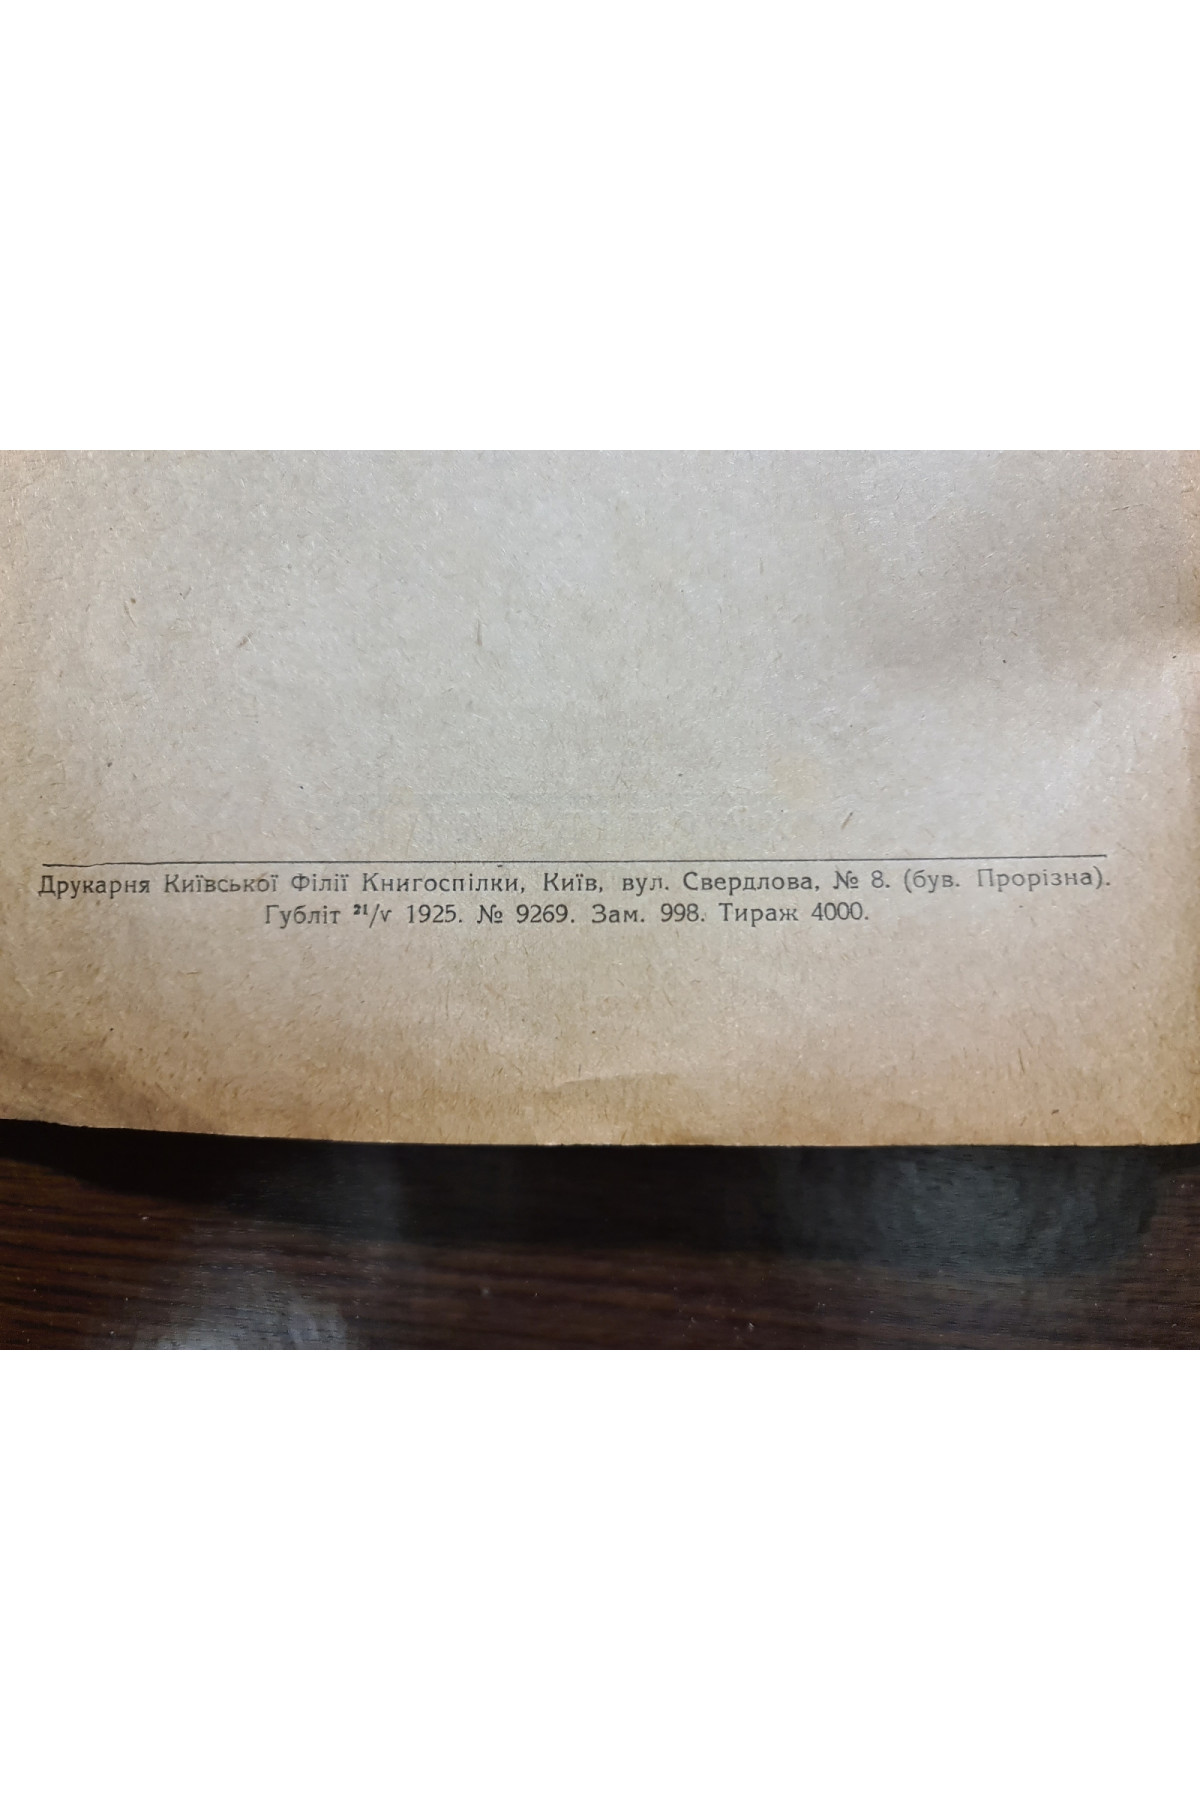 Друкарня Київської Філії Книгоспілки, Київ, вул. Свердлова, № 8. (був. Прорізна).
Губліт ²¹/v 1925. № 9269. Зам. 998. Тираж 4000.